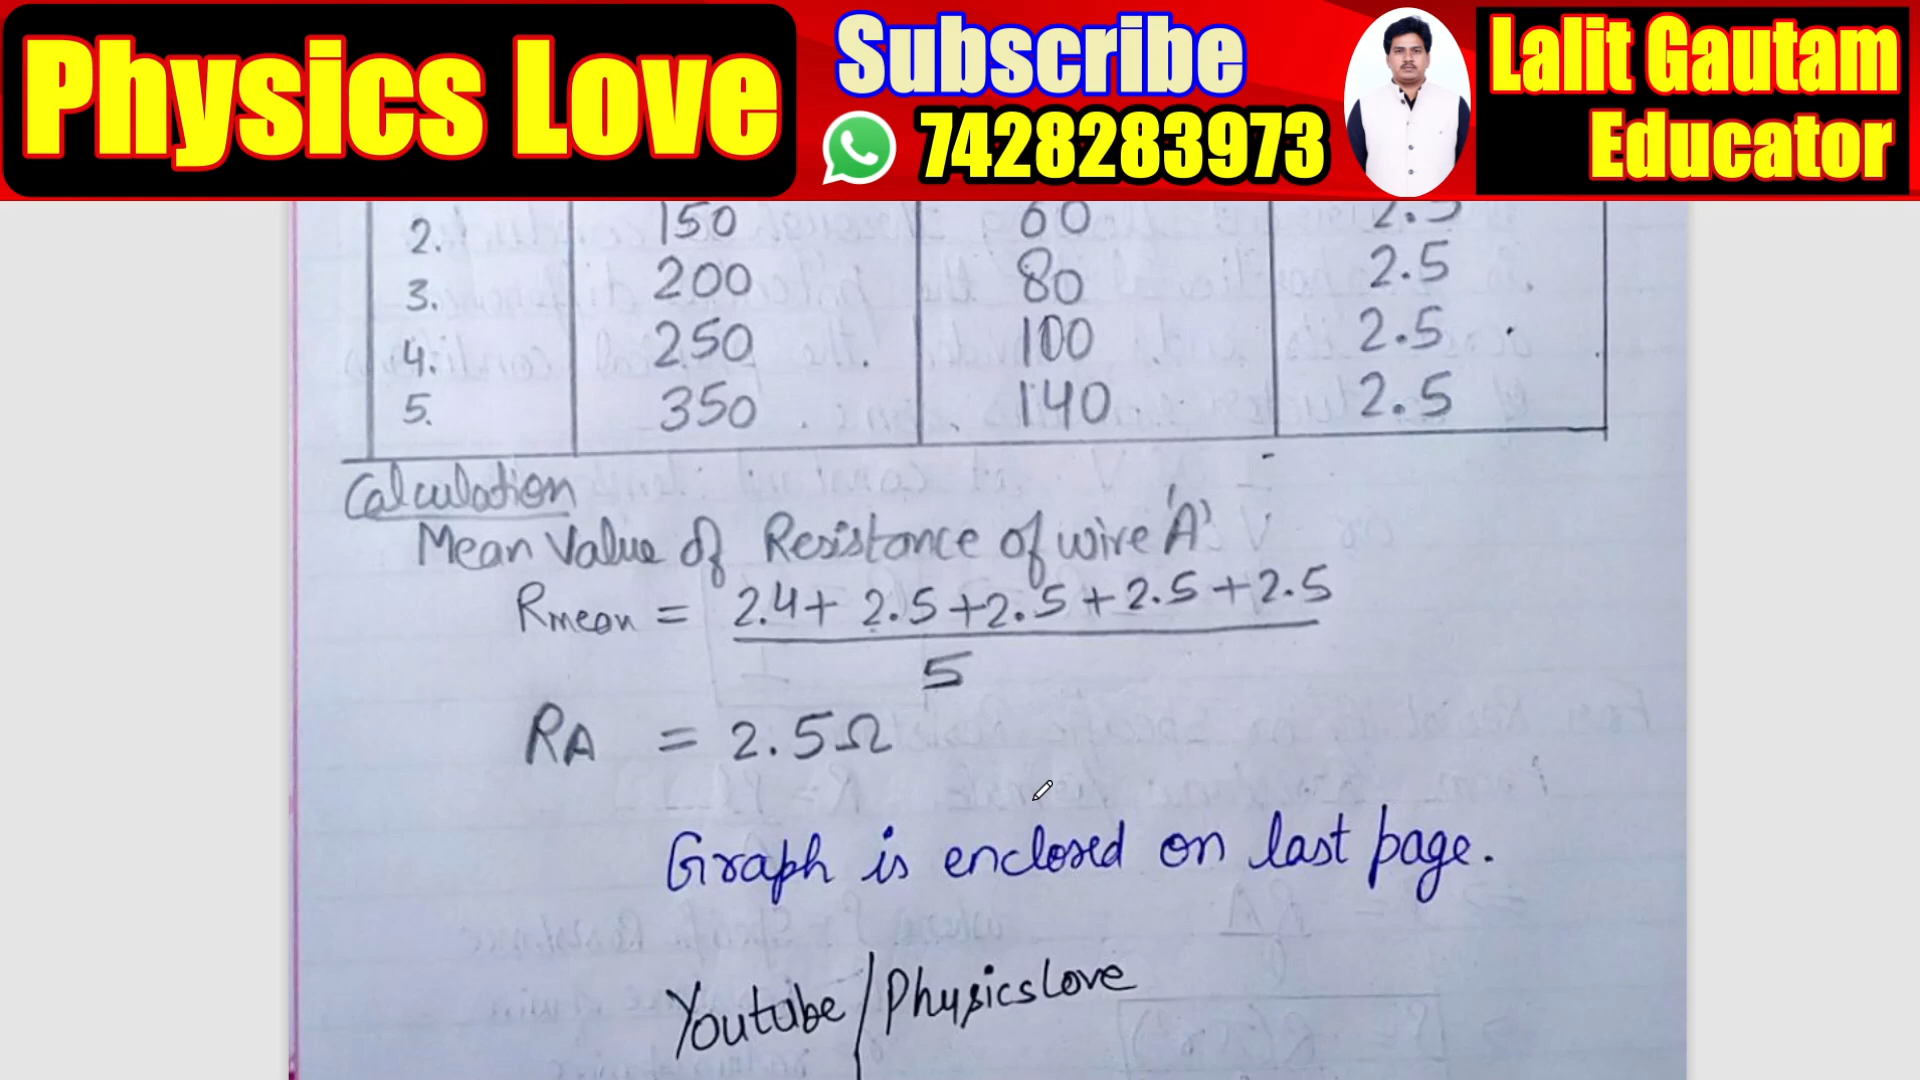 Physics Love
Subscribe
7428283973
Lalit Gautam
Educator
2. 150 60 2.5
3. 200 80 2.5
4. 250 100 2.5
5. 350 140 2.5
Calculation
Mean Value of Resistance of wire 'A'
Rmean = 2.4+ 2.5+2.5+2.5+2.5
5
RA = 2.5Ω
Graph is enclosed on last page.
Youtube/PhysicsLove